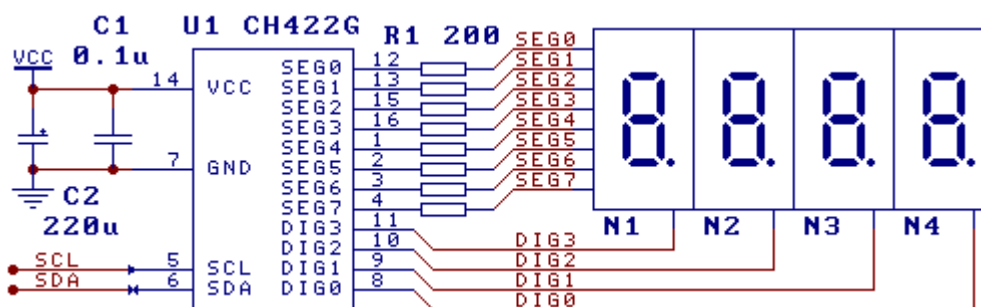 C1 U1 CH422G R1 200
VCC 0.1u
12 SEG0
14 VCC SEG0 13 SEG1
SEG1 15 SEG2
SEG2 16 SEG3
SEG3 1 SEG4
SEG4 2 SEG5
7 GND SEG5 3 SEG6
SEG6 4 SEG7
C2 SEG7 11
220u DIG3 10 N1 N2 N3 N4
DIG2 9 DIG3
SCL 5 SCL DIG1 8 DIG2
SDA 6 SDA DIG0 DIG1
DIG0